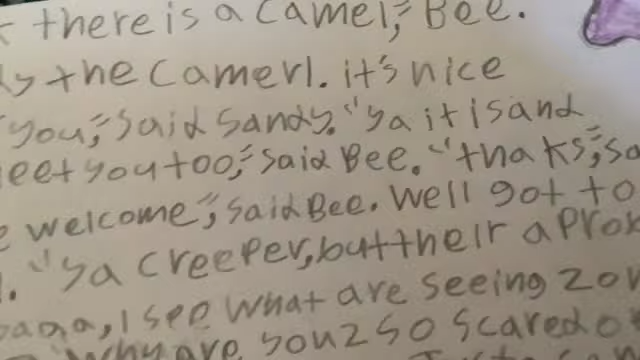 there is a camel," Bee.
the camerl. it's nice
you," said Sandy. "ya it is and
eet you too," said Bee. "thaks," sa
welcome", said Bee. Well got to
. "ya creeper, but their a prob
, I see what are seeing zo
why are you 2 so scared o